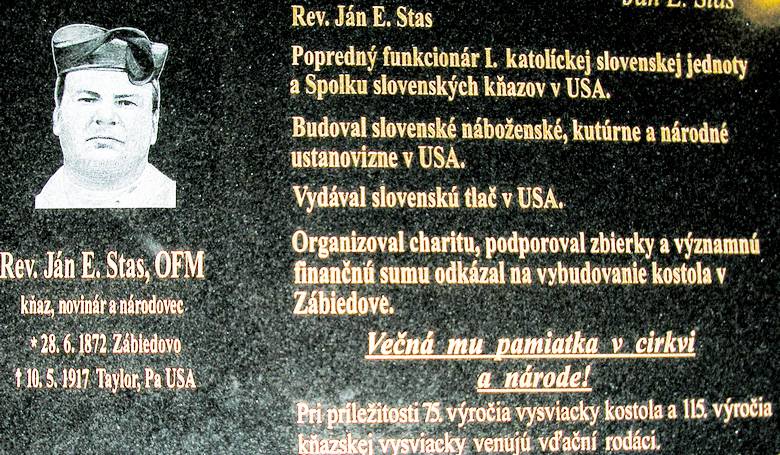 Ján E. Stas
Rev. Ján E. Stas
Popredný funkcionár I. katolíckej slovenskej jednoty
a Spolku slovenských kňazov v USA.
Budoval slovenské náboženské, kutúrne a národné
ustanovizne v USA.
Vydával slovenskú tlač v USA.
Organizoval charitu, podporoval zbierky a významnú
finančnú sumu odkázal na vybudovanie kostola v
Zábiedove.
Večná mu pamiatka v cirkvi
a národe!
Pri príležitosti 75. výročia vysviacky kostola a 115. výročia
kňazskej vysviacky venujú vďační rodáci.
Rev. Ján E. Stas, OFM
kňaz, novinár a národovec
* 28. 6. 1872 Zábiedovo
† 10. 5. 1917 Taylor, Pa USA